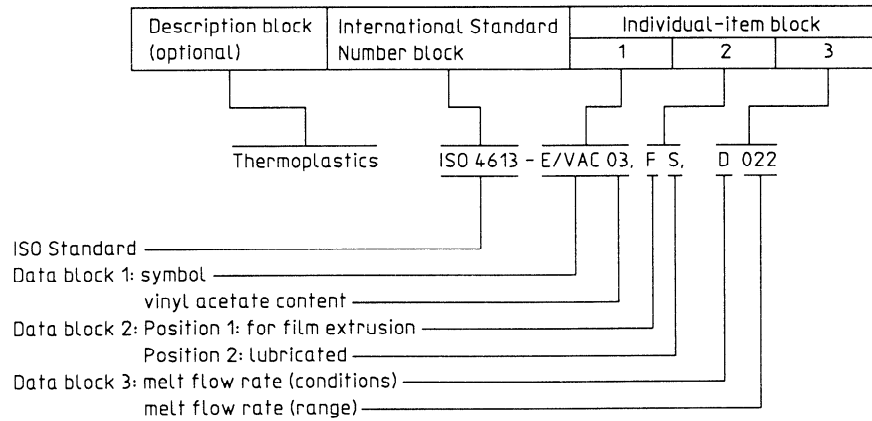 Description block International Standard Individual-item block
(optional) Number block 1 2 3
Thermoplastics ISO 4613 - E/VAC 03, F S, D 022
ISO Standard
Data block 1: symbol
vinyl acetate content
Data block 2: Position 1: for film extrusion
Position 2: lubricated
Data block 3: melt flow rate (conditions)
melt flow rate (range)